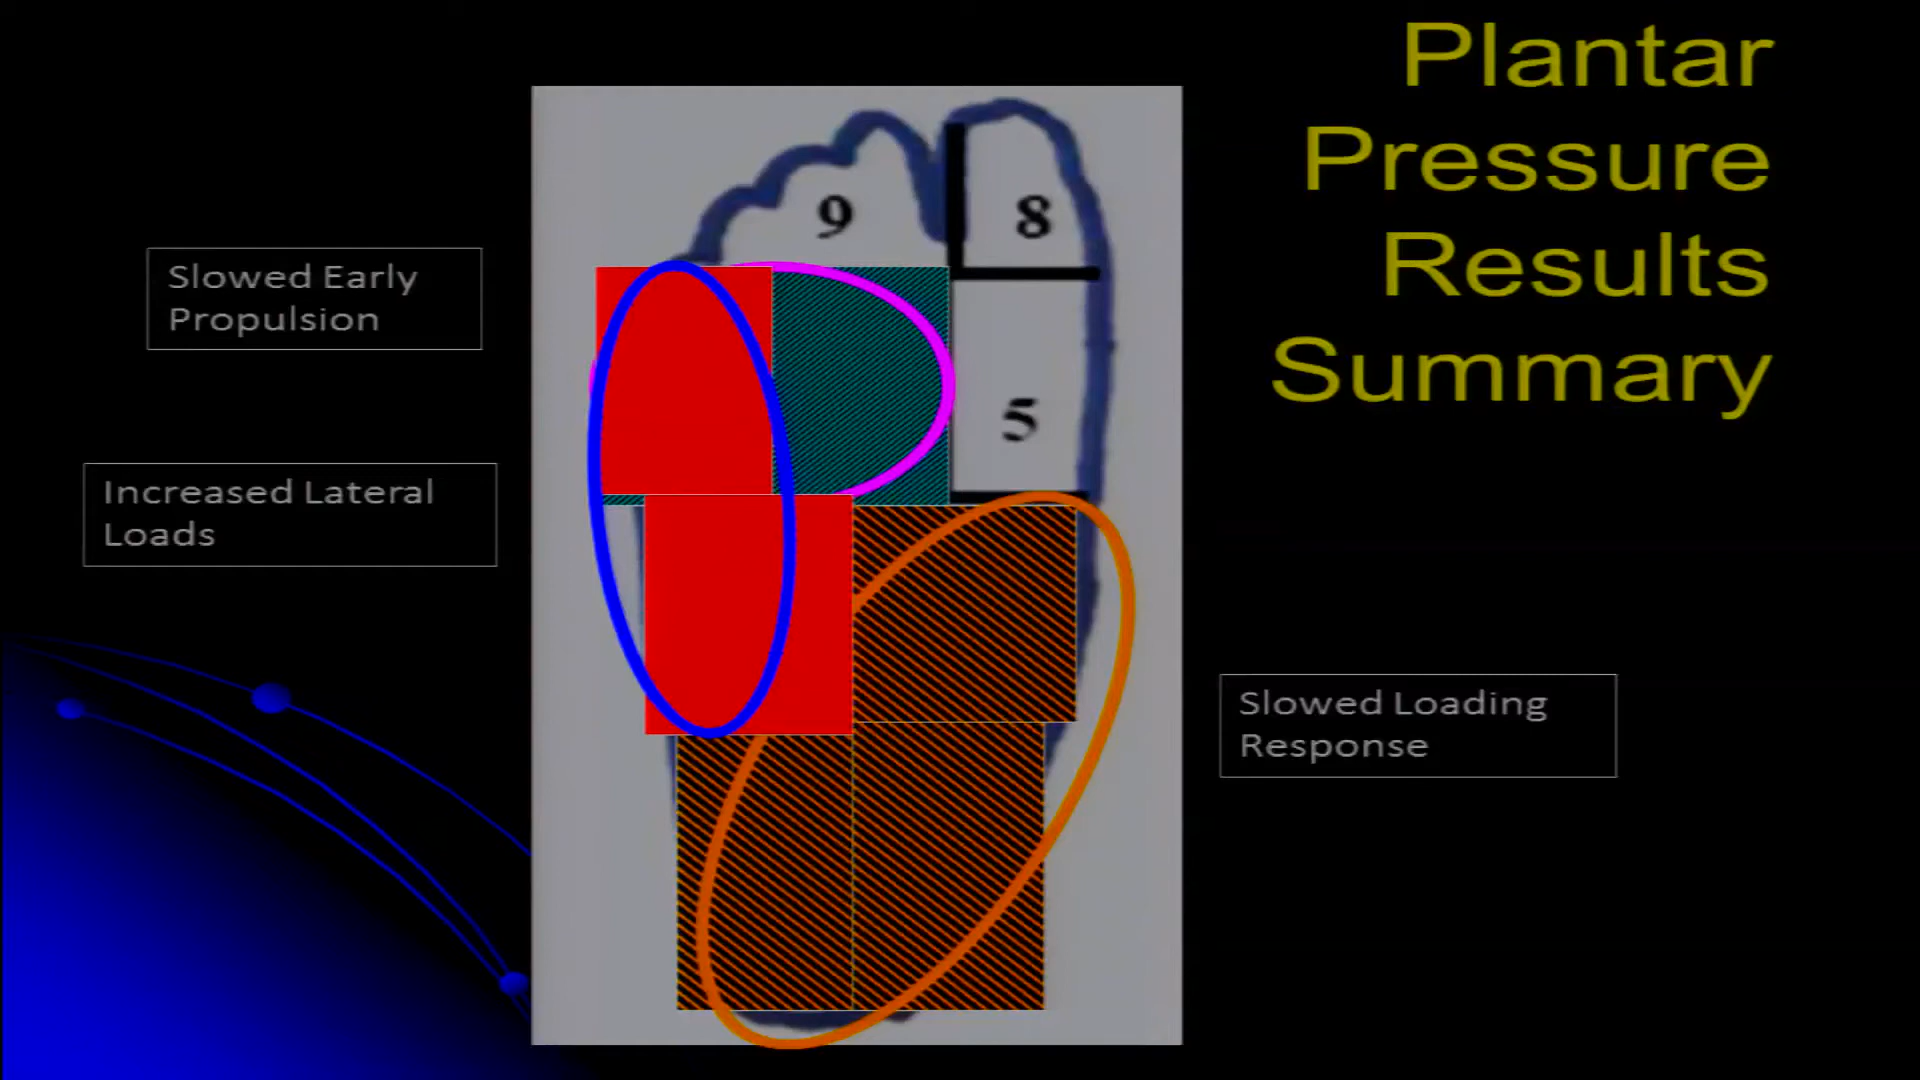 Plantar
Pressure
Results
Summary
9
8
Slowed Early
Propulsion
5
Increased Lateral
Loads
Slowed Loading
Response